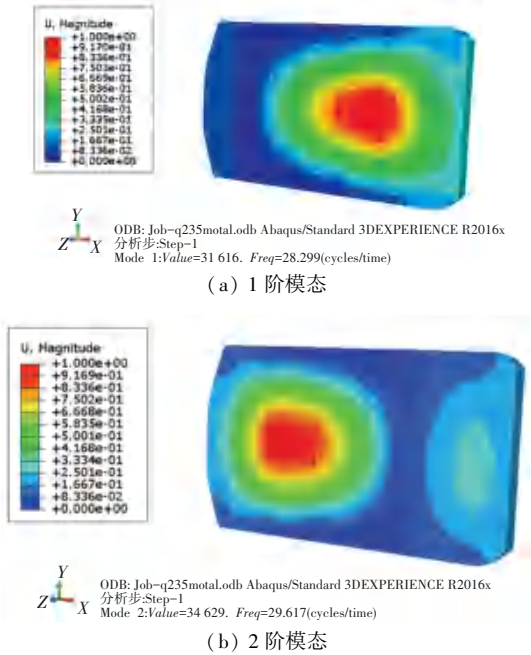 U, Magnitude
+1.000e+00
+9.170e-01
+8.336e-01
+7.503e-01
+6.669e-01
+5.836e-01
+5.002e-01
+4.168e-01
+3.335e-01
+2.501e-01
+1.667e-01
+8.336e-02
+0.000e+00
Y
Z X
ODB: Job-q235motal.odb Abaqus/Standard 3DEXPERIENCE R2016x
分析步:Step-1
Mode 1:Value=31 616. Freq=28.299(cycles/time)
(a) 1 阶模态
U, Magnitude
+1.000e+00
+9.169e-01
+8.336e-01
+7.502e-01
+6.668e-01
+5.835e-01
+5.001e-01
+4.168e-01
+3.334e-01
+2.501e-01
+1.667e-01
+8.336e-02
+0.000e+00
Y
Z X
ODB: Job-q235motal.odb Abaqus/Standard 3DEXPERIENCE R2016x
分析步:Step-1
Mode 2:Value=34 629. Freq=29.617(cycles/time)
(b) 2 阶模态